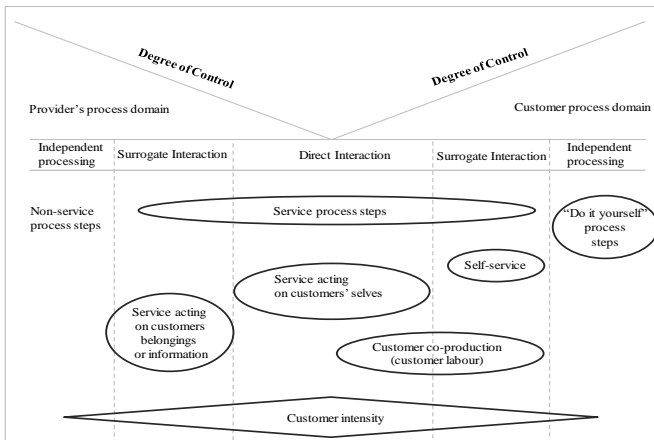 Degree of Control
Degree of Control
Provider's process domain
Customer process domain
Independent
processing
Surrogate Interaction
Direct Interaction
Surrogate Interaction
Independent
processing
Non-service
process steps
Service process steps
“Do it yourself”
process
steps
Self-service
Service acting
on customers’ selves
Service acting
on customers
belongings
or information
Customer co-production
(customer labour)
Customer intensity